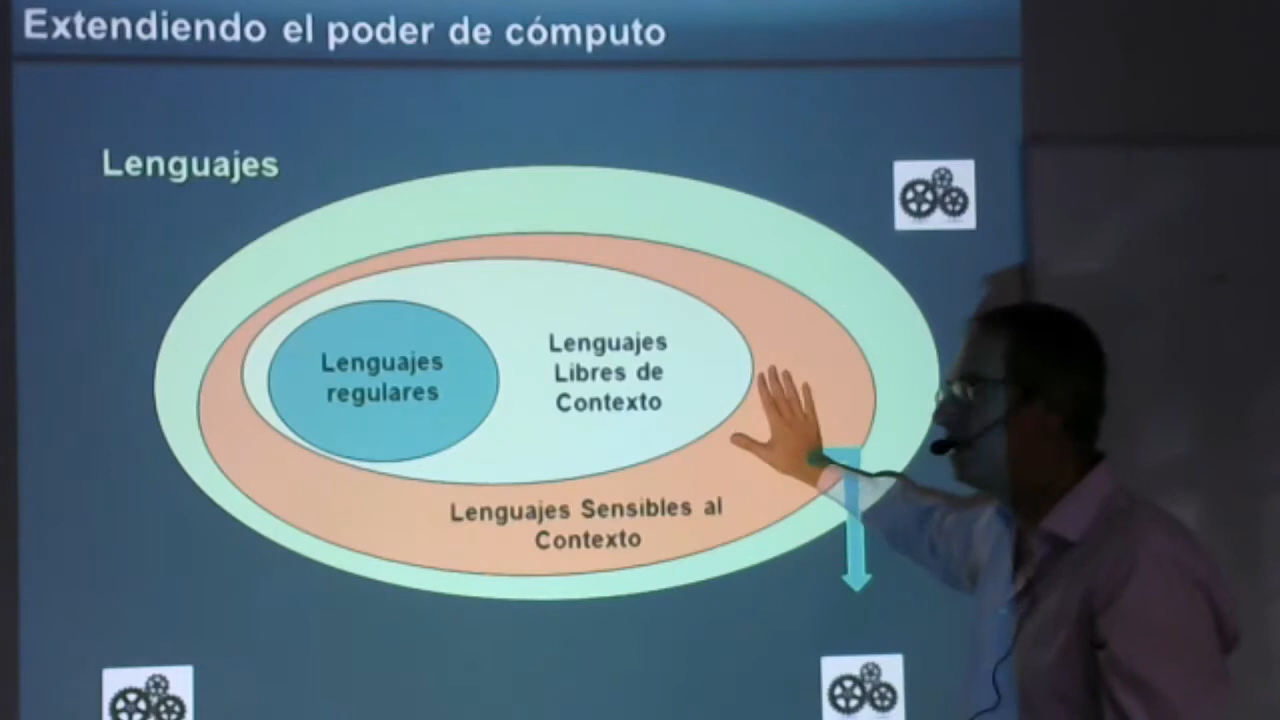 Extendiendo el poder de cómputo
Lenguajes
Lenguajes
regulares
Lenguajes
Libres de
Contexto
Lenguajes Sensibles al
Contexto